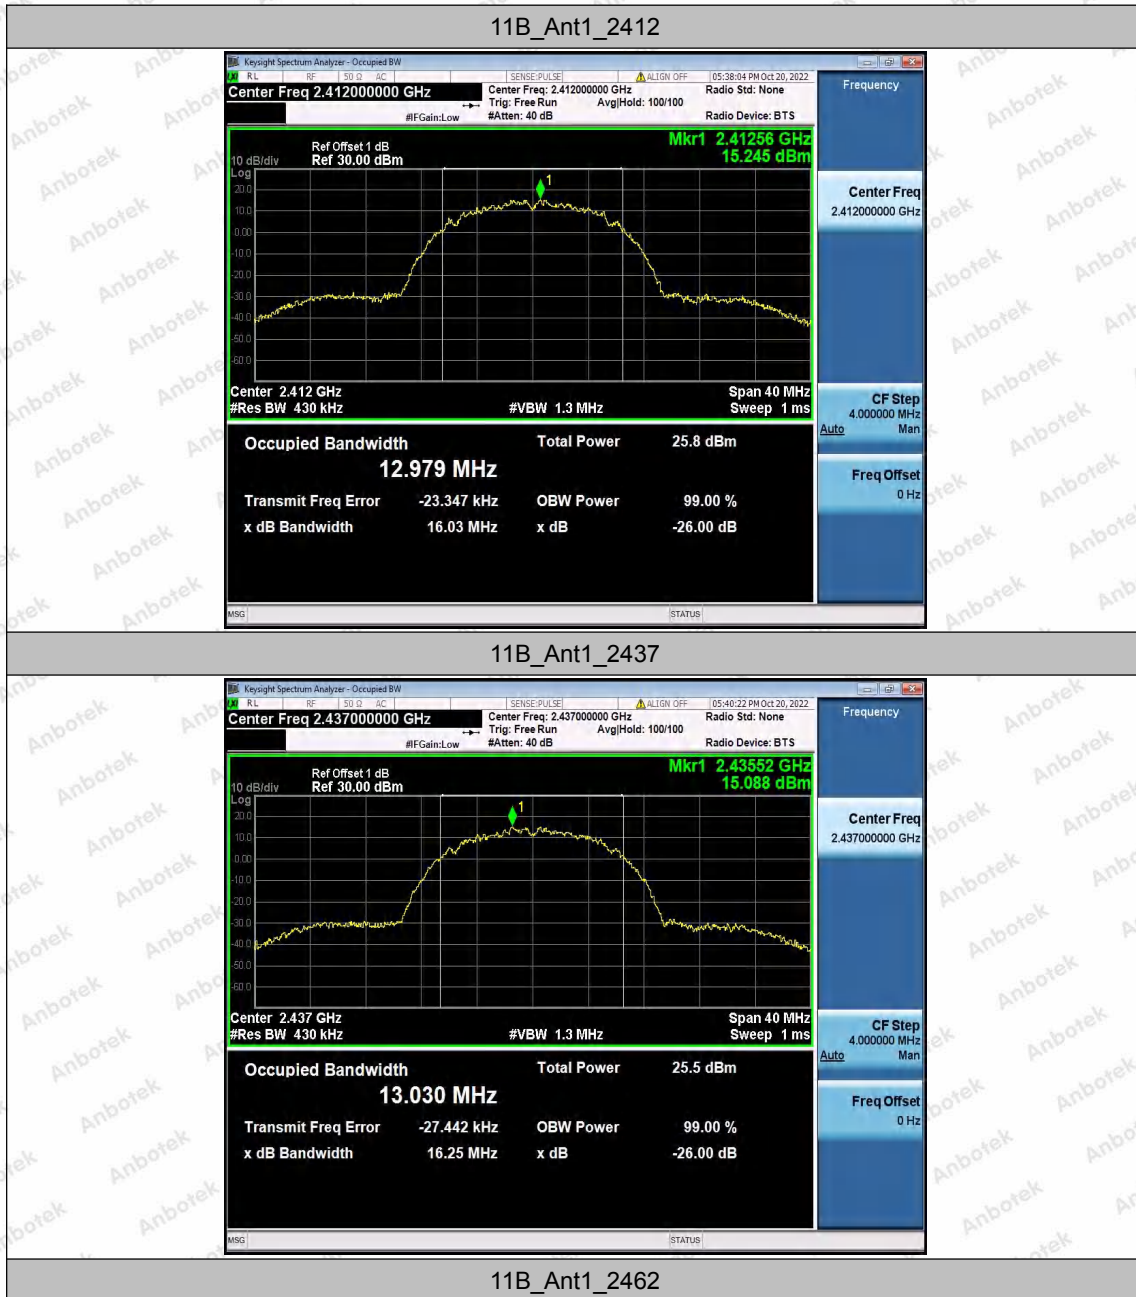 11B_Ant1_2412
Keysight Spectrum Analyzer - Occupied BW
RL RF 50 Ω AC SENSE:PULSE ALIGN OFF 05:38:04 PM Oct 20, 2022
Center Freq 2.412000000 GHz
Center Freq: 2.412000000 GHz
Radio Std: None
Trig: Free Run Avg|Hold: 100/100
#IFGain:Low #Atten: 40 dB Radio Device: BTS
Frequency
Mkr1 2.41256 GHz
15.245 dBm
Ref Offset 1 dB
10 dB/div Ref 30.00 dBm
Log
20.0
10.0
0.00
-10.0
-20.0
-30.0
-40.0
-50.0
-60.0
1
Center 2.412 GHz Span 40 MHz
#Res BW 430 kHz #VBW 1.3 MHz Sweep 1 ms
Center Freq
2.412000000 GHz
CF Step
4.000000 MHz
Auto Man
Freq Offset
0 Hz
Occupied Bandwidth Total Power 25.8 dBm
12.979 MHz
Transmit Freq Error -23.347 kHz OBW Power 99.00 %
x dB Bandwidth 16.03 MHz x dB -26.00 dB
MSG STATUS
11B_Ant1_2437
Keysight Spectrum Analyzer - Occupied BW
RL RF 50 Ω AC SENSE:PULSE ALIGN OFF 05:40:22 PM Oct 20, 2022
Center Freq 2.437000000 GHz
Center Freq: 2.437000000 GHz
Radio Std: None
Trig: Free Run Avg|Hold: 100/100
#IFGain:Low #Atten: 40 dB Radio Device: BTS
Frequency
Mkr1 2.43552 GHz
15.088 dBm
Ref Offset 1 dB
10 dB/div Ref 30.00 dBm
Log
20.0
10.0
0.00
-10.0
-20.0
-30.0
-40.0
-50.0
-60.0
1
Center 2.437 GHz Span 40 MHz
#Res BW 430 kHz #VBW 1.3 MHz Sweep 1 ms
Center Freq
2.437000000 GHz
CF Step
4.000000 MHz
Auto Man
Freq Offset
0 Hz
Occupied Bandwidth Total Power 25.5 dBm
13.030 MHz
Transmit Freq Error -27.442 kHz OBW Power 99.00 %
x dB Bandwidth 16.25 MHz x dB -26.00 dB
MSG STATUS
11B_Ant1_2462
Anbotek